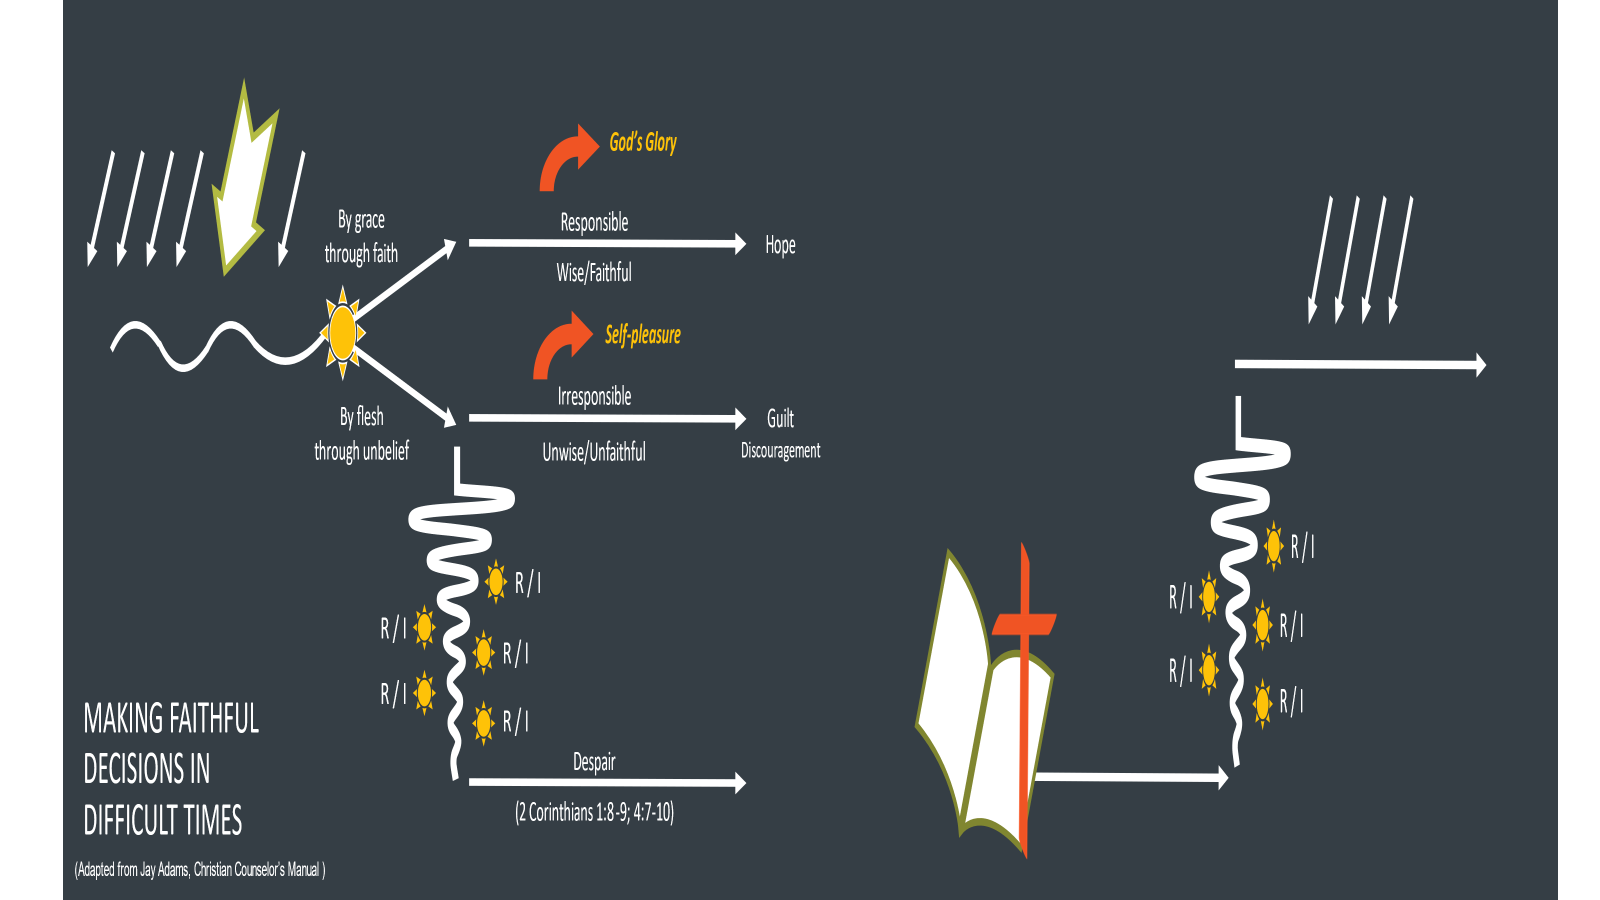 God's Glory
By grace
through faith
Responsible
Wise/Faithful
Hope
Self-pleasure
Irresponsible
Unwise/Unfaithful
Guilt
Discouragement
By flesh
through unbelief
R / I
R / I
R / I
R / I
R / I
Despair
(2 Corinthians 1:8-9; 4:7-10)
R / I
R / I
R / I
R / I
R / I
MAKING FAITHFUL
DECISIONS IN
DIFFICULT TIMES
(Adapted from Jay Adams, Christian Counselor's Manual )